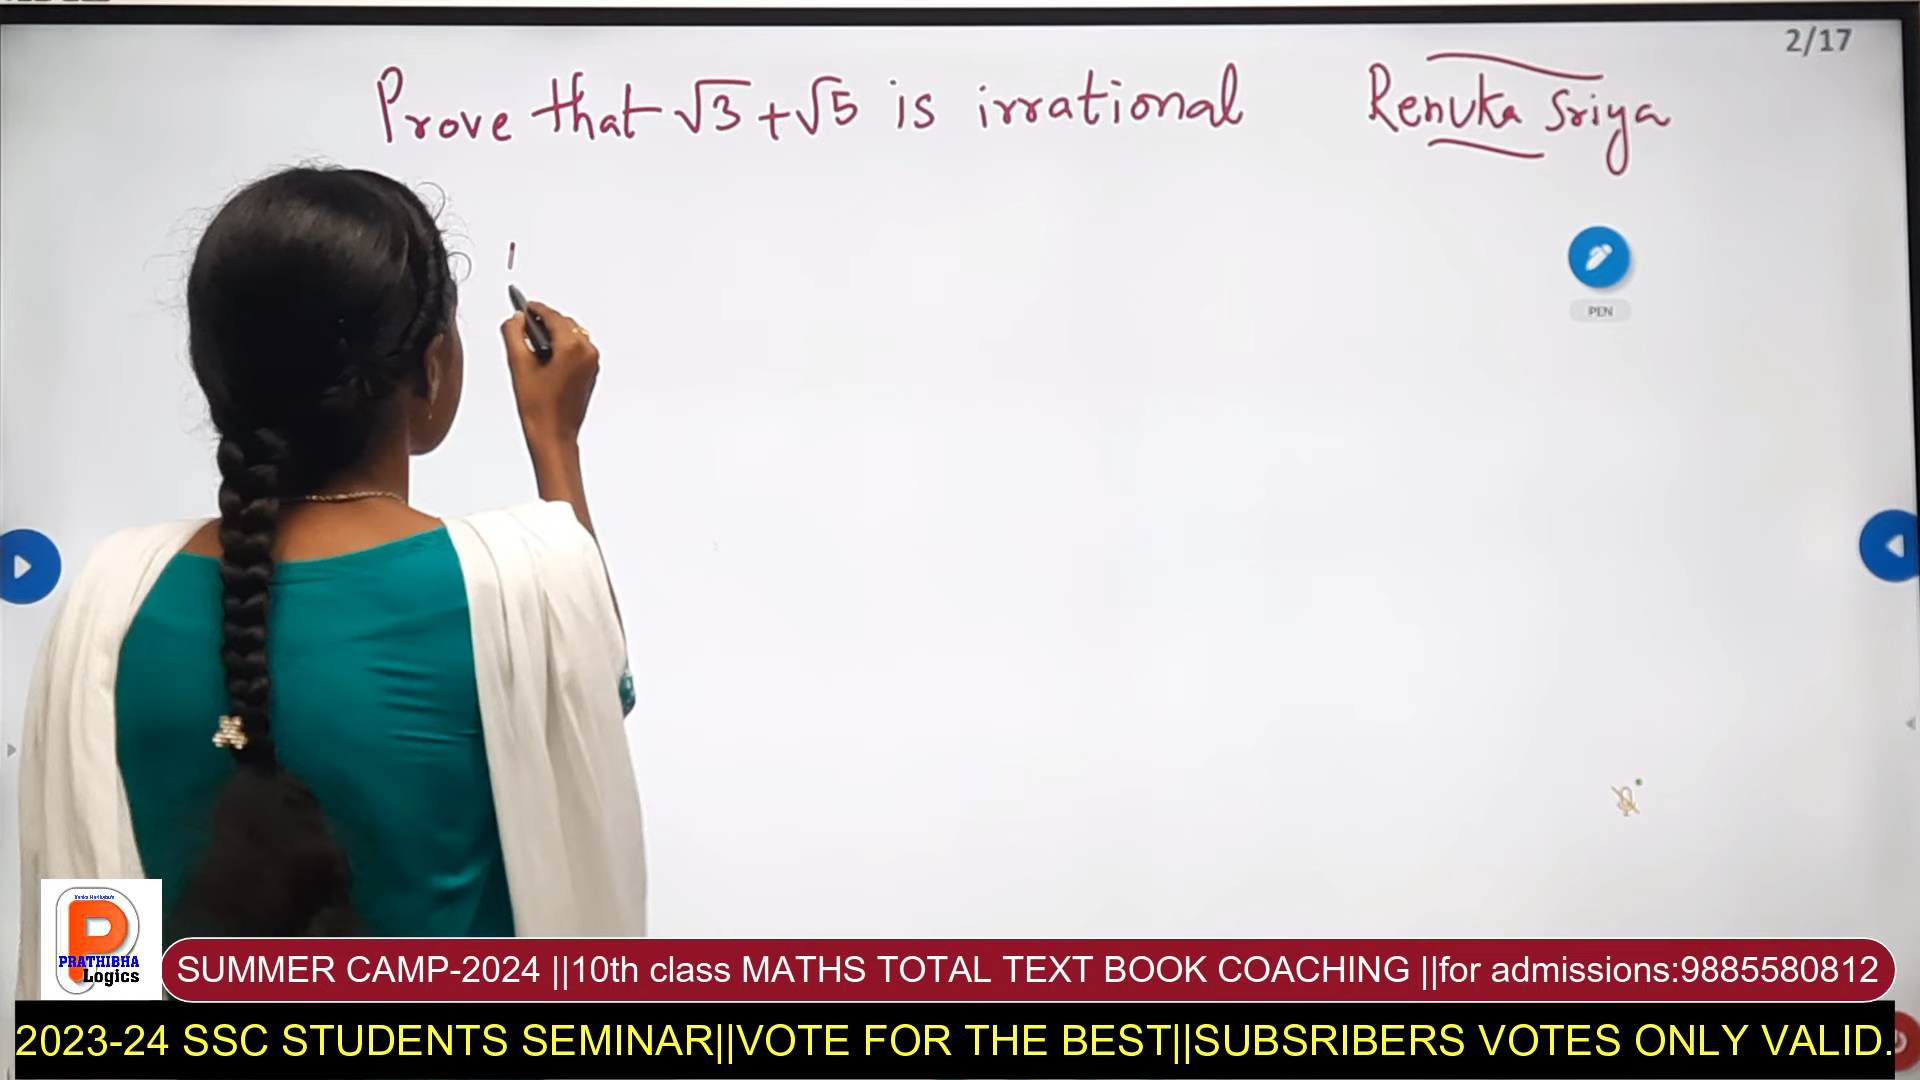 2/17
Prove that √3+√5 is irrational Renuka Sriya
PEN
PRATHIBHA
Logics
SUMMER CAMP-2024 ||10th class MATHS TOTAL TEXT BOOK COACHING ||for admissions:9885580812
2023-24 SSC STUDENTS SEMINAR||VOTE FOR THE BEST||SUBSRIBERS VOTES ONLY VALID.